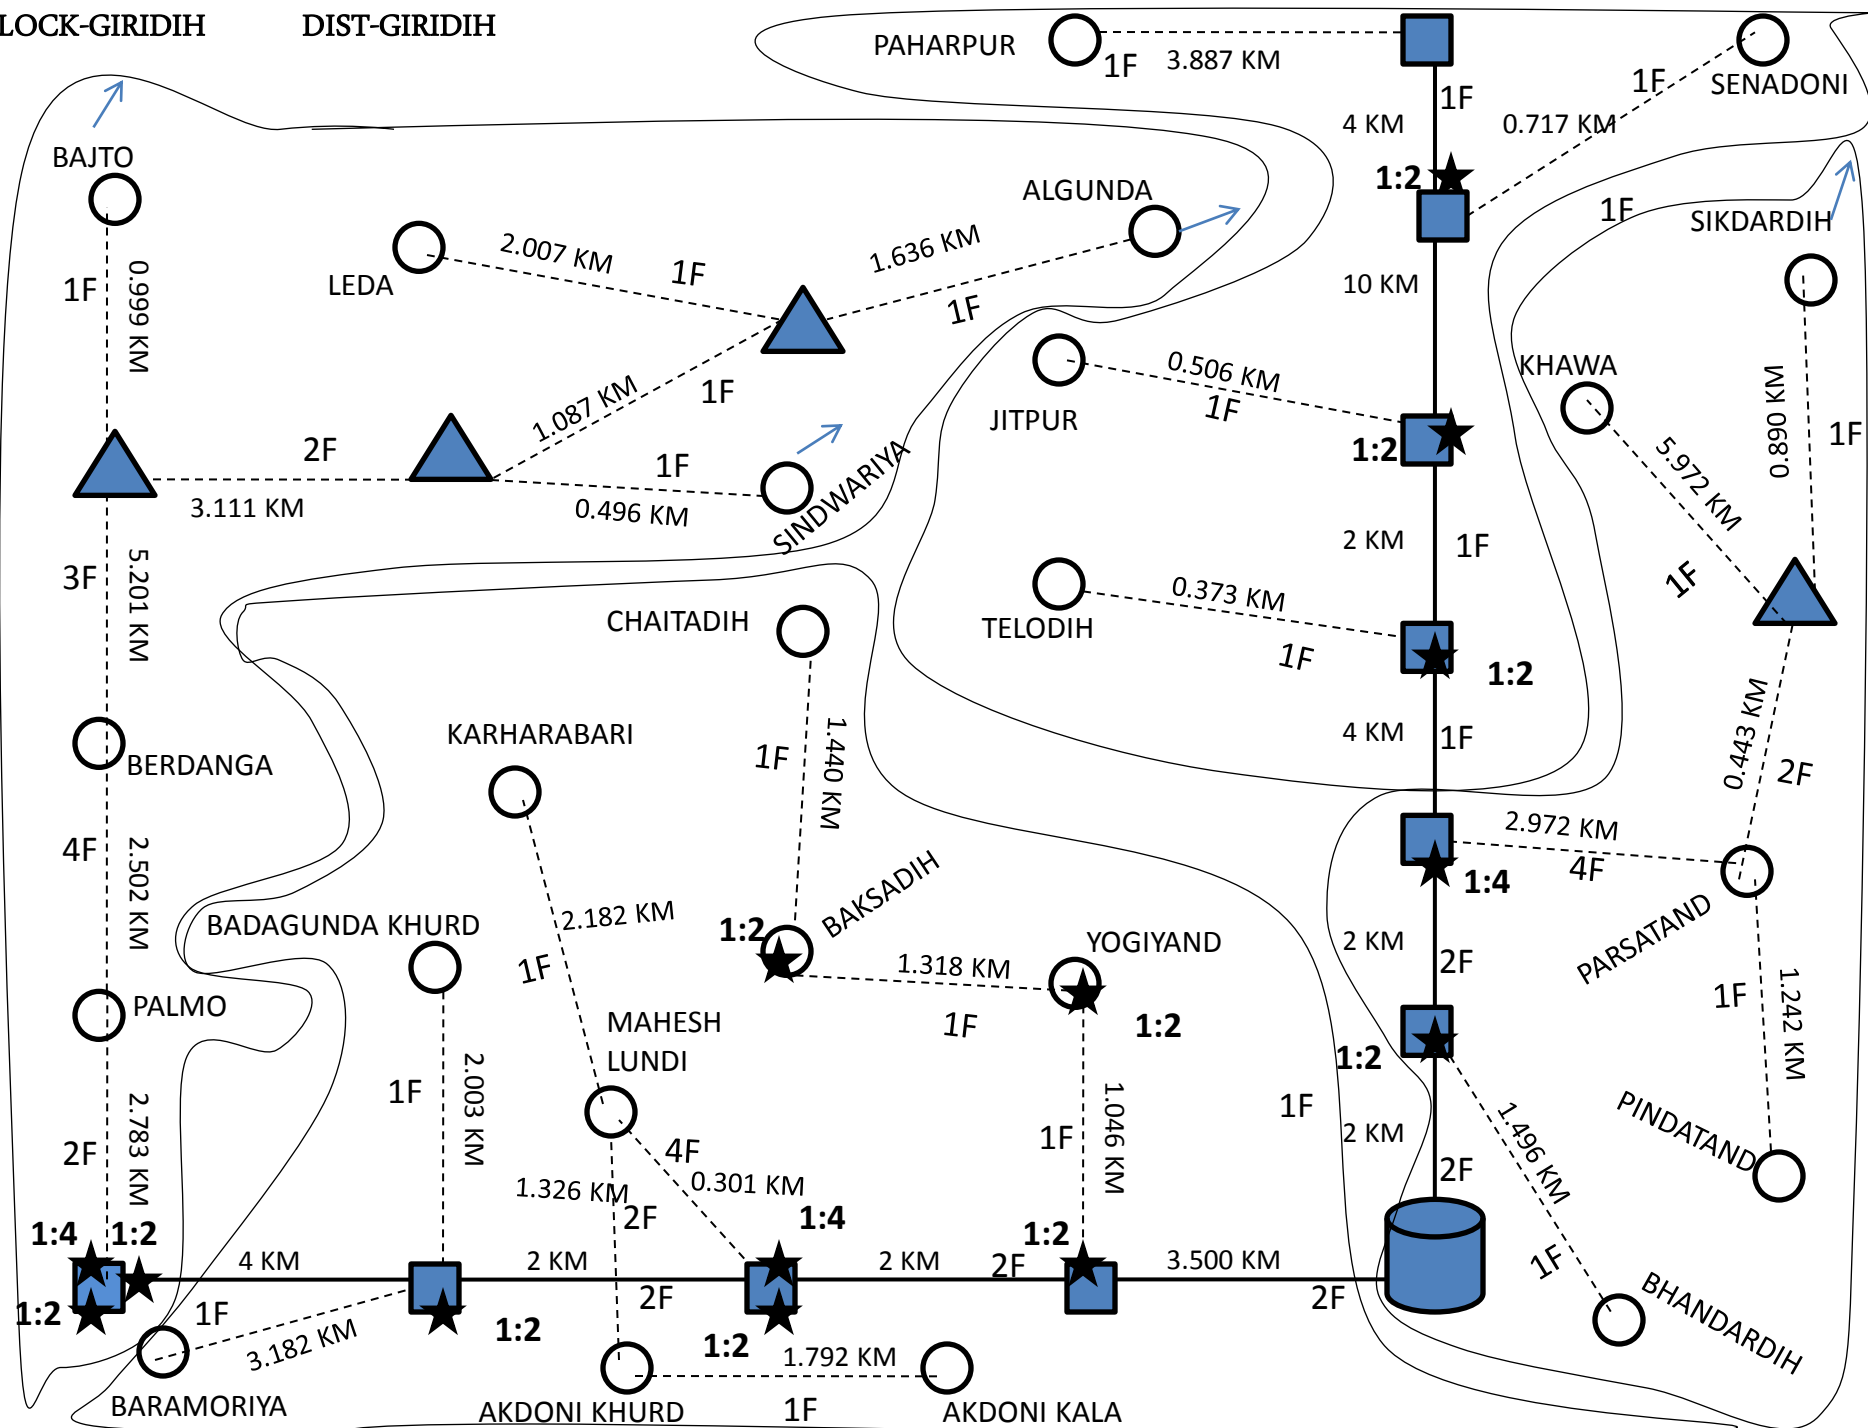 LOCK-GIRIDIH
DIST-GIRIDIH
PAHARPUR
1F
3.887 KM
1F
SENADONI
1F
4 KM
0.717 KM
1:2
BAJTO
ALGUNDA
1F
SIKDARDIH
LEDA
2.007 KM
1F
1.636 KM
1F
10 KM
1F
0.999 KM
JITPUR
0.506 KM
1F
KHAWA
0.890 KM
1F
1.087 KM
1F
1:2
5.972 KM
2F
3.111 KM
1F
0.496 KM
SINDWARIYA
2 KM
1F
3F
5.201 KM
1F
CHAITADIH
TELODIH
0.373 KM
1F
1:2
KARHARABARI
1F
1.440 KM
4 KM
1F
0.443 KM
2F
BERDANGA
4F
2.502 KM
2.972 KM
4F
1:4
BADAGUNDA KHURD
2.182 KM
1F
1:2
BAKSADIH
1.318 KM
1F
YOGIYAND
1:2
2 KM
2F
PARSATAND
1F
1.242 KM
PALMO
MAHESH
LUNDI
1:2
2F
2.783 KM
1F
2.003 KM
4F
0.301 KM
1.326 KM
2F
1F
1.046 KM
1F
2 KM
2F
1.496 KM
1F
PINDATAND
1:4
1:2
1:2
4 KM
2 KM
2F
1:4
1:2
2 KM
2F
1:2
3.500 KM
2F
1F
3.182 KM
1:2
1.792 KM
1F
BHANDARDIH
BARAMORIYA
AKDONI KHURD
AKDONI KALA